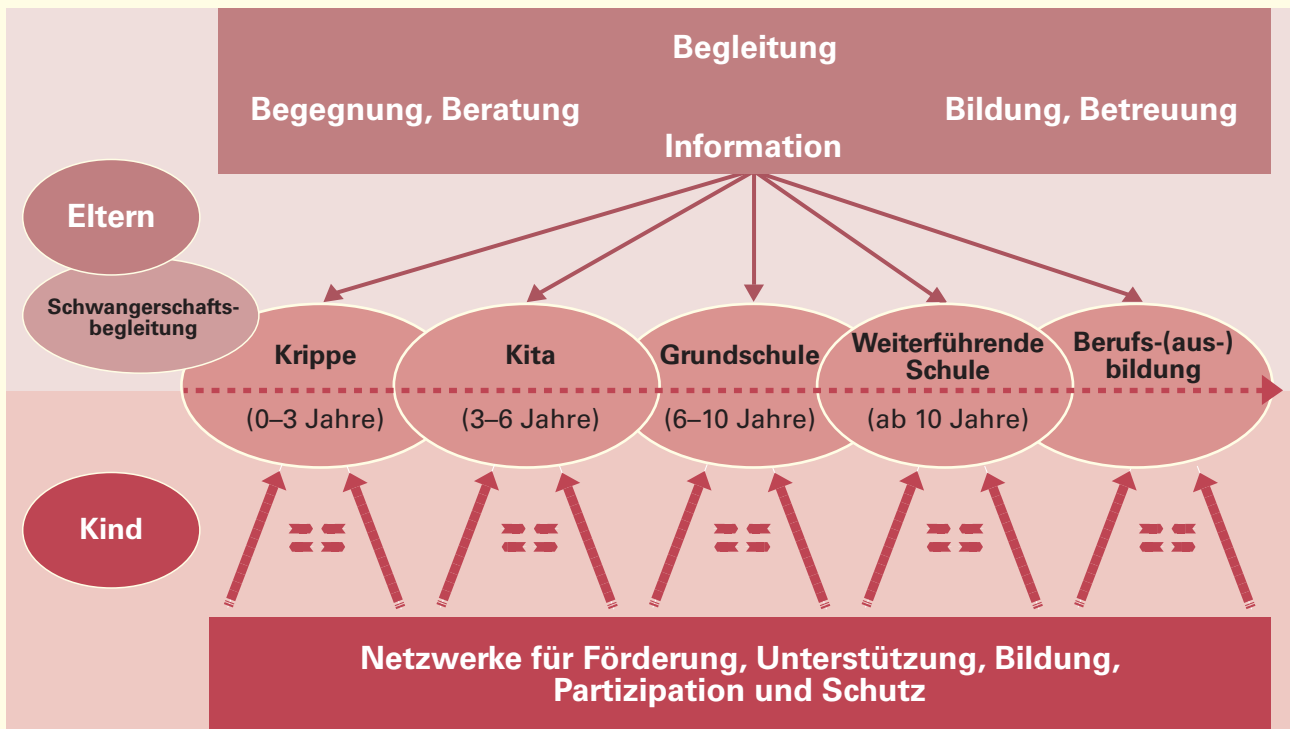 Begleitung
Begegnung, Beratung
Bildung, Betreuung
Information
Eltern
Schwangerschafts-
begleitung
Krippe
(0–3 Jahre)
Kita
(3–6 Jahre)
Grundschule
(6–10 Jahre)
Weiterführende
Schule
(ab 10 Jahre)
Berufs-(aus-)
bildung
Kind
Netzwerke für Förderung, Unterstützung, Bildung,
Partizipation und Schutz